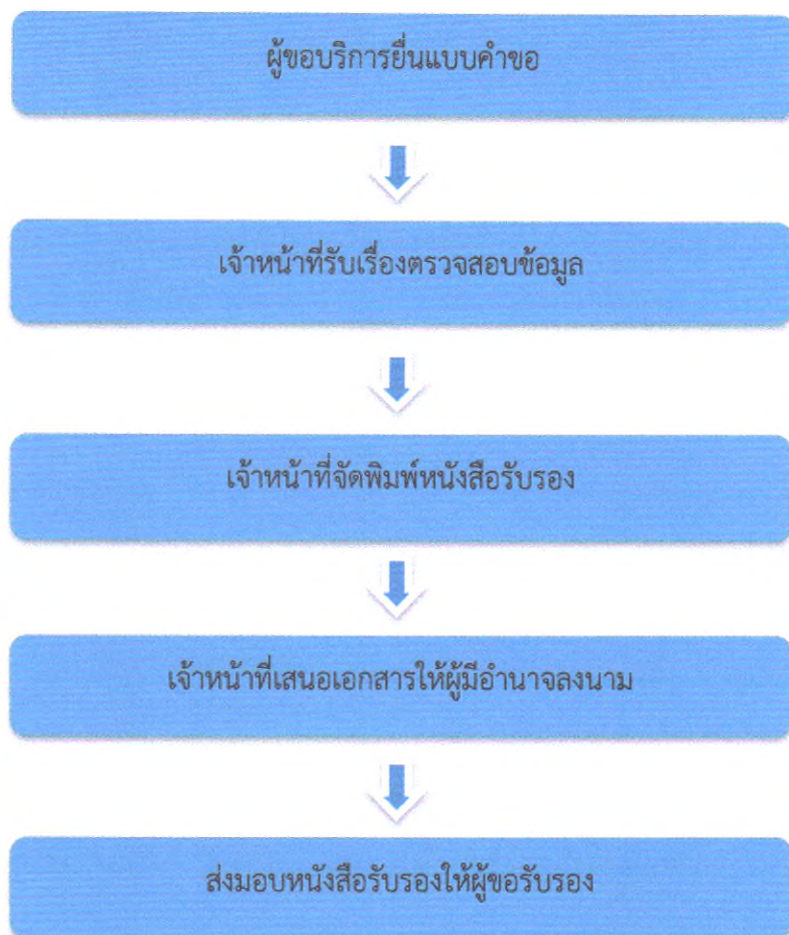 ผู้ขอบริการยื่นแบบคำขอ
เจ้าหน้าที่รับเรื่องตรวจสอบข้อมูล
เจ้าหน้าที่จัดพิมพ์หนังสือรับรอง
เจ้าหน้าที่เสนอเอกสารให้ผู้มีอำนาจลงนาม
ส่งมอบหนังสือรับรองให้ผู้ขอรับรอง